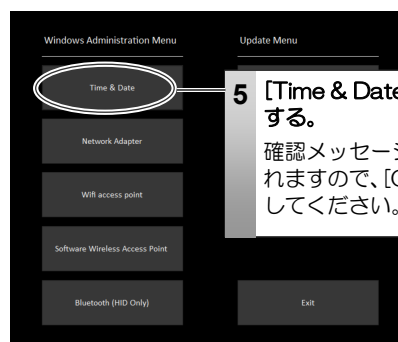 Windows Administration Menu
Update Menu
Time & Date
Network Adapter
Wifi access point
Software Wireless Access Point
Bluetooth (HID Only)
Exit
5 [Time & Date
する。
確認メッセー
れますので、[
してください。